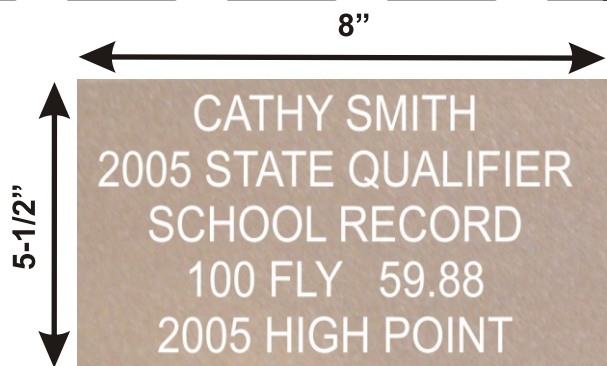 8”
5-1/2”
CATHY SMITH
2005 STATE QUALIFIER
SCHOOL RECORD
100 FLY 59.88
2005 HIGH POINT